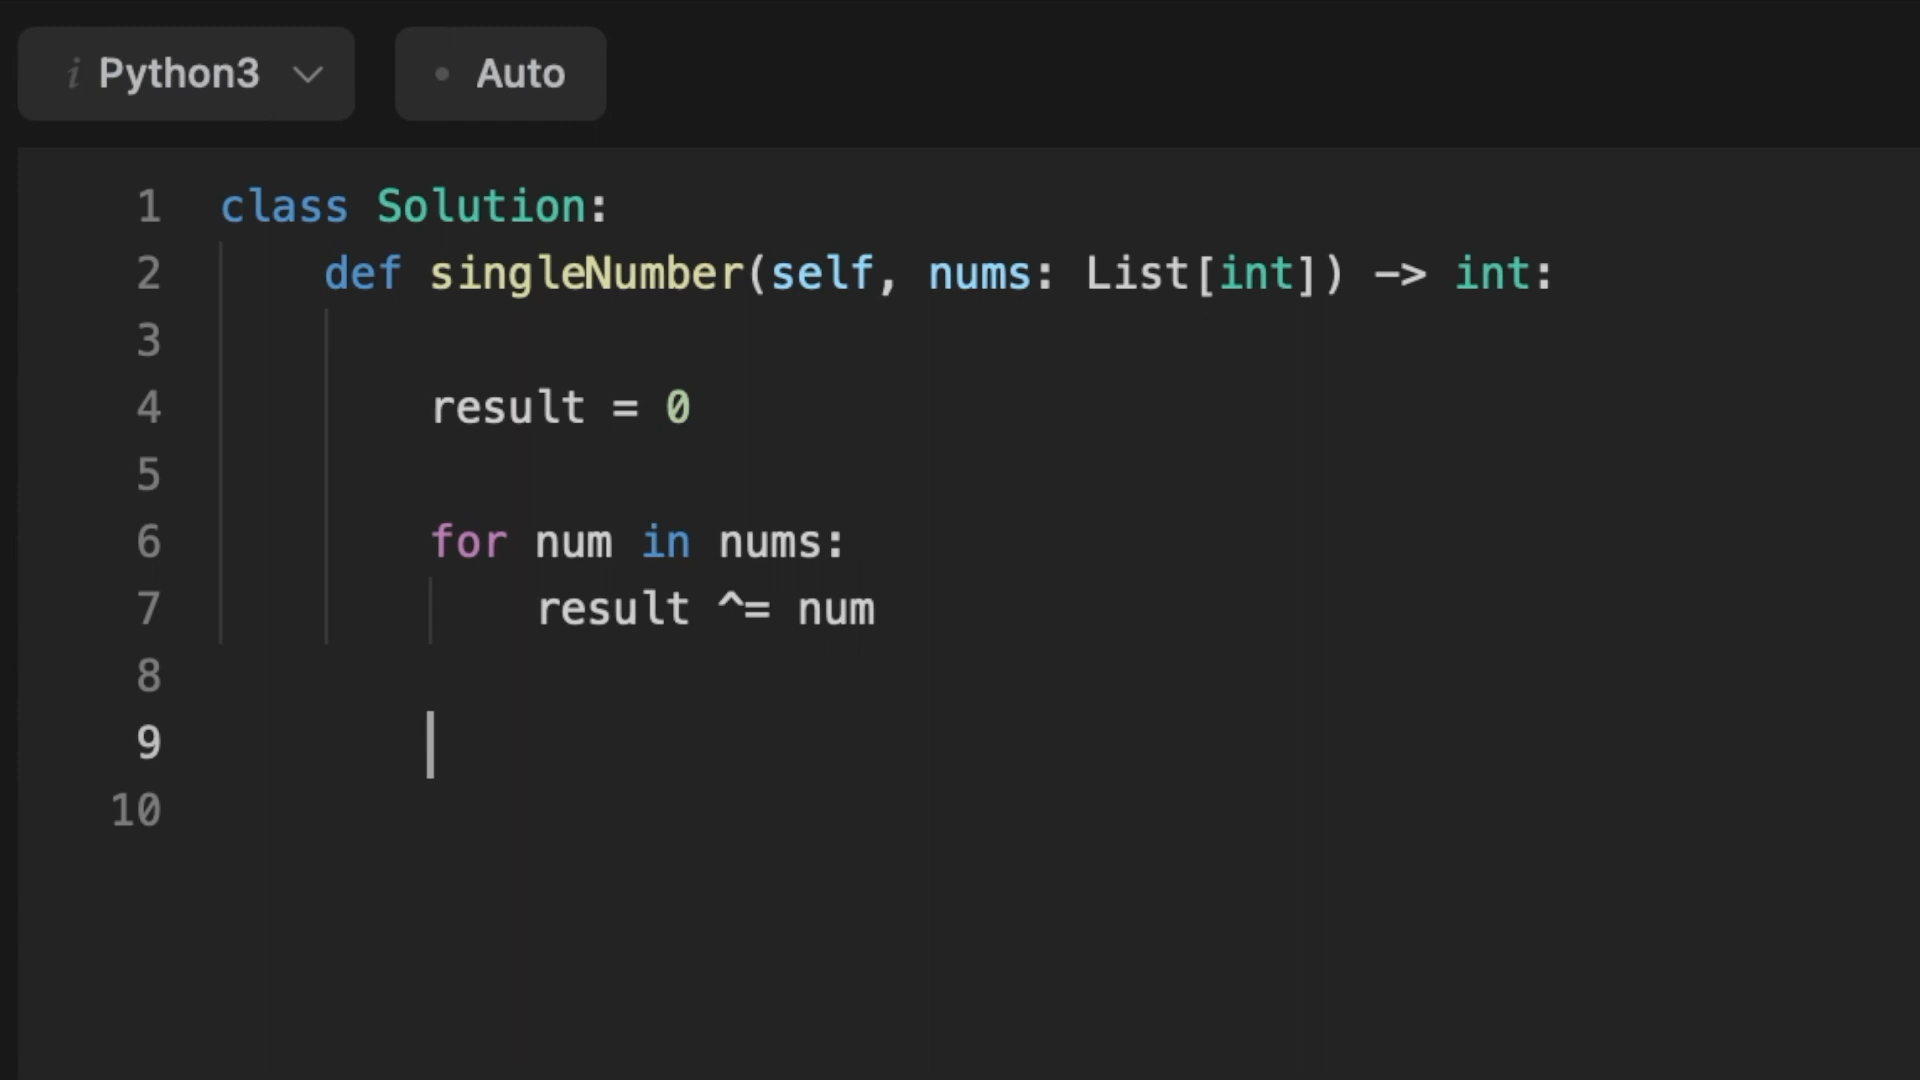 i Python3
• Auto
1 class Solution:
2     def singleNumber(self, nums: List[int]) -> int:
3
4         result = 0
5
6         for num in nums:
7             result ^= num
8
9
10